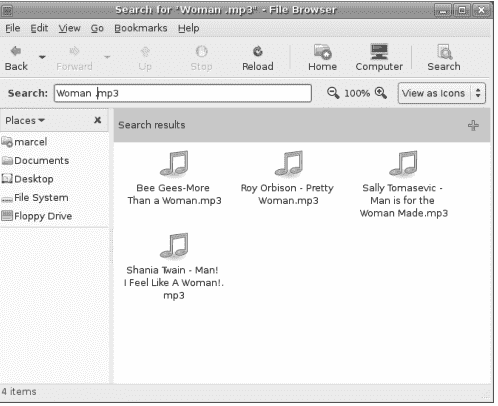 Search for "Woman .mp3" - File Browser
File Edit View Go Bookmarks Help
Back Forward Up Stop Reload Home Computer Search
Search: Woman .mp3 100% View as Icons
Places
marcel
Documents
Desktop
File System
Floppy Drive
Search results
Bee Gees-More
Than a Woman.mp3
Roy Orbison - Pretty
Woman.mp3
Sally Tomasevic -
Man is for the
Woman Made.mp3
Shania Twain - Man!
I Feel Like A Woman!.
mp3
4 items